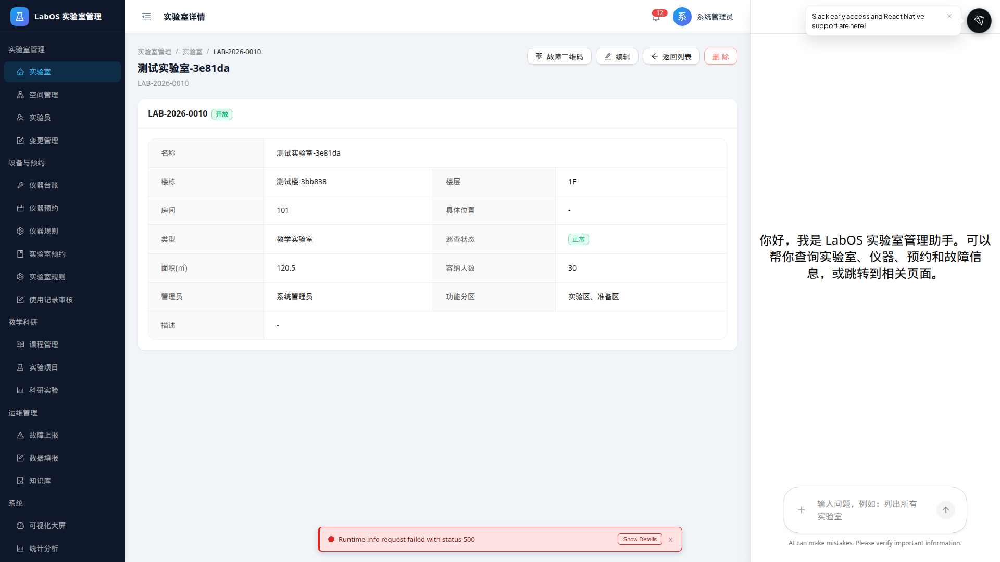 LabOS 实验室管理
实验室管理
实验室
空间管理
实验员
变更管理
设备与预约
仪器台账
仪器预约
仪器规则
实验室预约
实验室规则
使用记录审核
教学科研
课程管理
实验项目
科研实验
运维管理
故障上报
数据填报
知识库
系统
可视化大屏
统计分析
实验室详情
12
系 系统管理员
实验室管理 / 实验室 / LAB-2026-0010
测试实验室-3e81da
LAB-2026-0010
故障二维码 编辑 返回列表 删 除
LAB-2026-0010 开放
名称 测试实验室-3e81da
楼栋 测试楼-3bb838 楼层 1F
房间 101 具体位置 -
类型 教学实验室 巡查状态 正常
面积(㎡) 120.5 容纳人数 30
管理员 系统管理员 功能分区 实验区、准备区
描述 -
Runtime info request failed with status 500 Show Details X
Slack early access and React Native
support are here!
你好，我是 LabOS 实验室管理助手。可以
帮你查询实验室、仪器、预约和故障信
息，或跳转到相关页面。
输入问题，例如：列出所有
实验室
AI can make mistakes. Please verify important information.